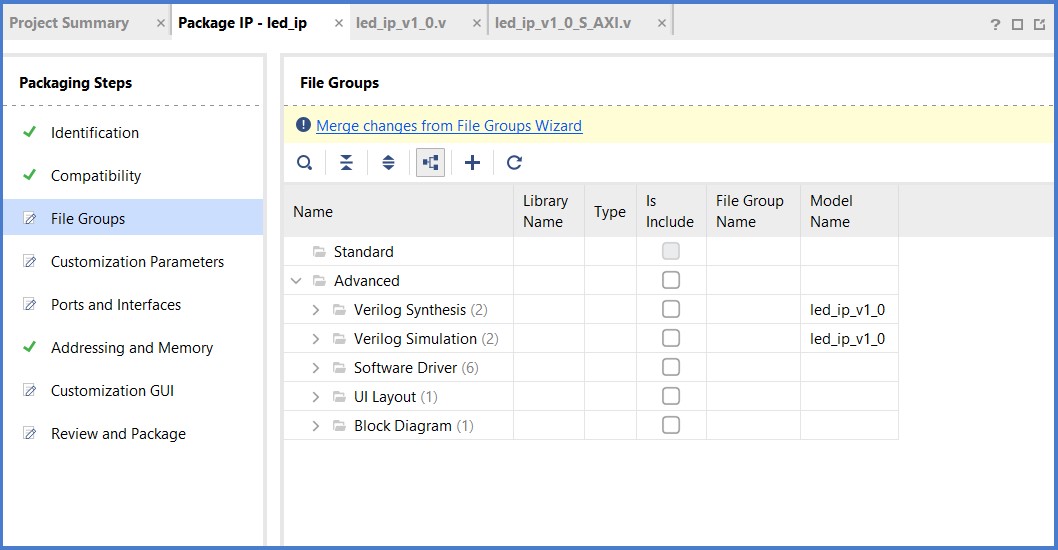 Project Summary × Package IP - led_ip × led_ip_v1_0.v × led_ip_v1_0_S_AXI.v × ?
Packaging Steps
Identification
Compatibility
File Groups
Customization Parameters
Ports and Interfaces
Addressing and Memory
Customization GUI
Review and Package
File Groups
Merge changes from File Groups Wizard
Name Library Name Type Is Include File Group Name Model Name
Standard
Advanced
Verilog Synthesis (2) led_ip_v1_0
Verilog Simulation (2) led_ip_v1_0
Software Driver (6)
UI Layout (1)
Block Diagram (1)